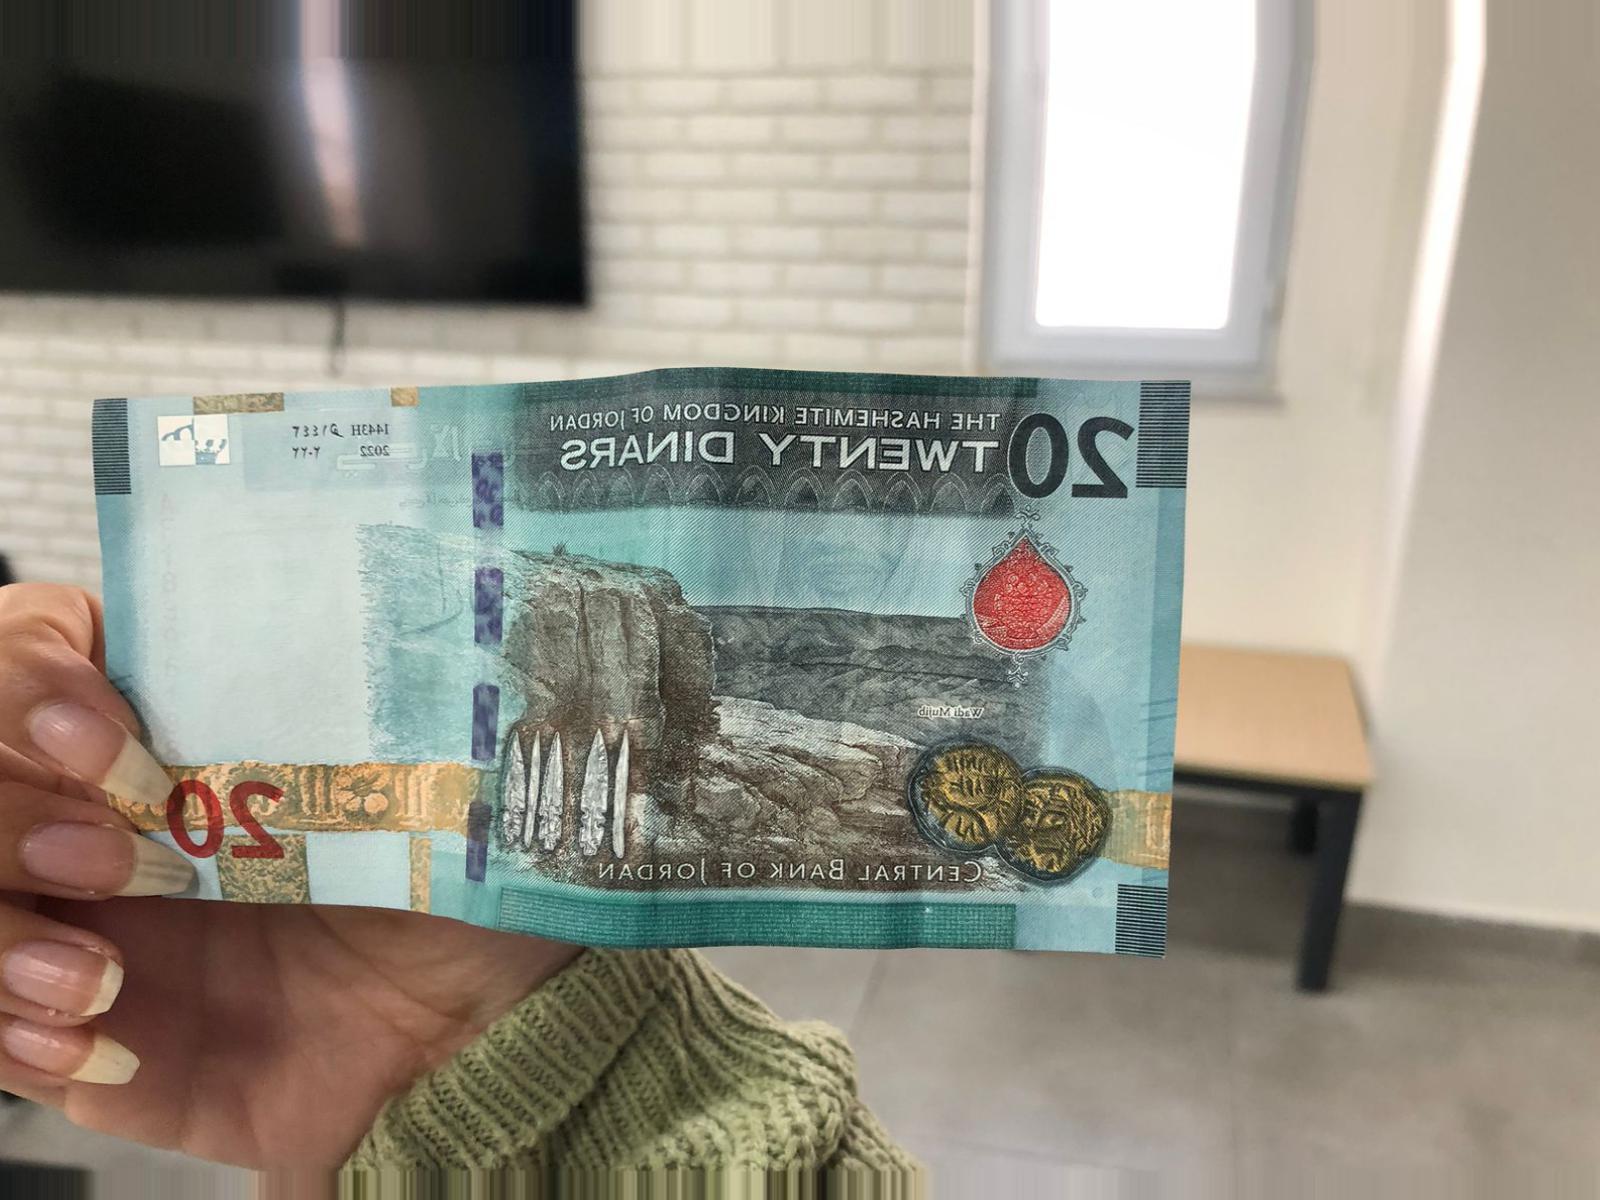 20
THE HASHEMITE KINGDOM OF JORDAN
TWENTY DINARS
1443H ١٤٤٣هـ
2022 ٢٠٢٢
Wadi Mujib
CENTRAL BANK OF JORDAN
20